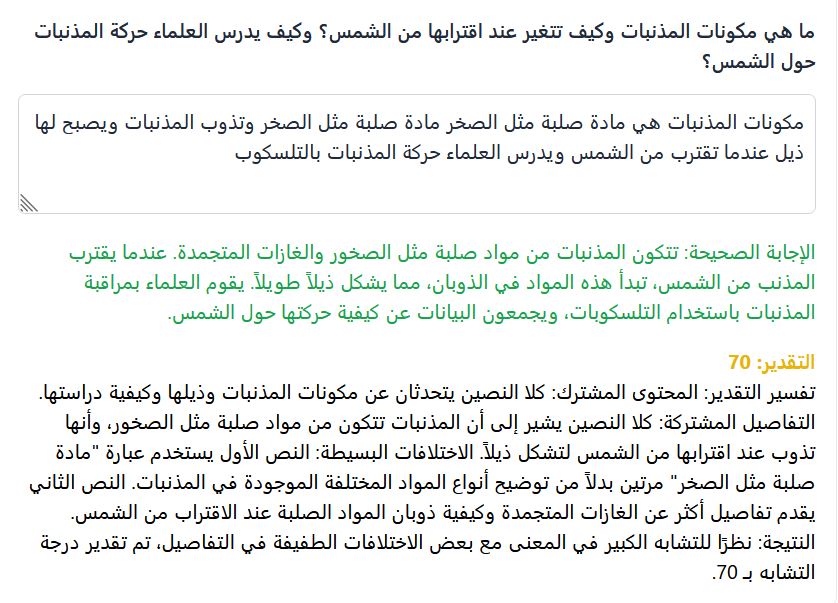 ما هي مكونات المذنبات وكيف تتغير عند اقترابها من الشمس؟ وكيف يدرس العلماء حركة المذنبات
حول الشمس؟
مكونات المذنبات هي مادة صلبة مثل الصخر مادة صلبة مثل الصخر وتذوب المذنبات ويصبح لها
ذيل عندما تقترب من الشمس ويدرس العلماء حركة المذنبات بالتلسكوب
الإجابة الصحيحة: تتكون المذنبات من مواد صلبة مثل الصخور والغازات المتجمدة. عندما يقترب
المذنب من الشمس، تبدأ هذه المواد في الذوبان، مما يشكل ذيلاً طويلاً. يقوم العلماء بمراقبة
المذنبات باستخدام التلسكوبات، ويجمعون البيانات عن كيفية حركتها حول الشمس.
التقدير: 70
تفسير التقدير: المحتوى المشترك: كلا النصين يتحدثان عن مكونات المذنبات وذيلها وكيفية دراستها.
التفاصيل المشتركة: كلا النصين يشير إلى أن المذنبات تتكون من مواد صلبة مثل الصخور، وأنها
تذوب عند اقترابها من الشمس لتشكل ذيلاً. الاختلافات البسيطة: النص الأول يستخدم عبارة "مادة
صلبة مثل الصخر" مرتين بدلاً من توضيح أنواع المواد المختلفة الموجودة في المذنبات. النص الثاني
يقدم تفاصيل أكثر عن الغازات المتجمدة وكيفية ذوبان المواد الصلبة عند الاقتراب من الشمس.
النتيجة: نظرًا للتشابه الكبير في المعنى مع بعض الاختلافات الطفيفة في التفاصيل، تم تقدير درجة
التشابه بـ 70.